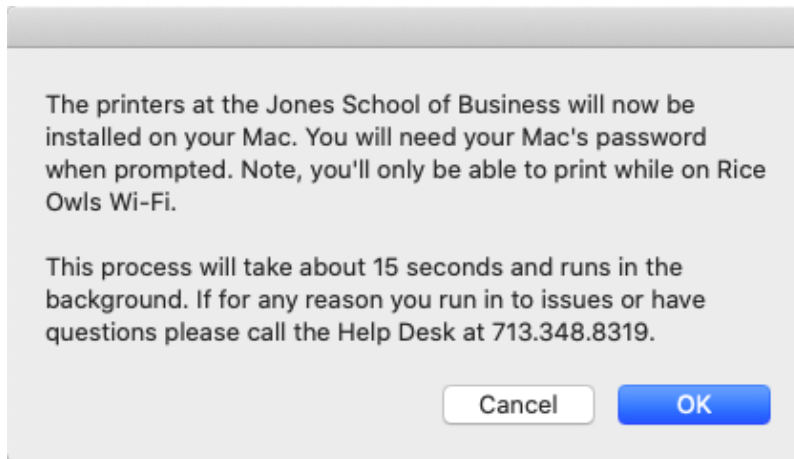 The printers at the Jones School of Business will now be
installed on your Mac. You will need your Mac's password
when prompted. Note, you'll only be able to print while on Rice
Owls Wi-Fi.
This process will take about 15 seconds and runs in the
background. If for any reason you run in to issues or have
questions please call the Help Desk at 713.348.8319.
Cancel
OK